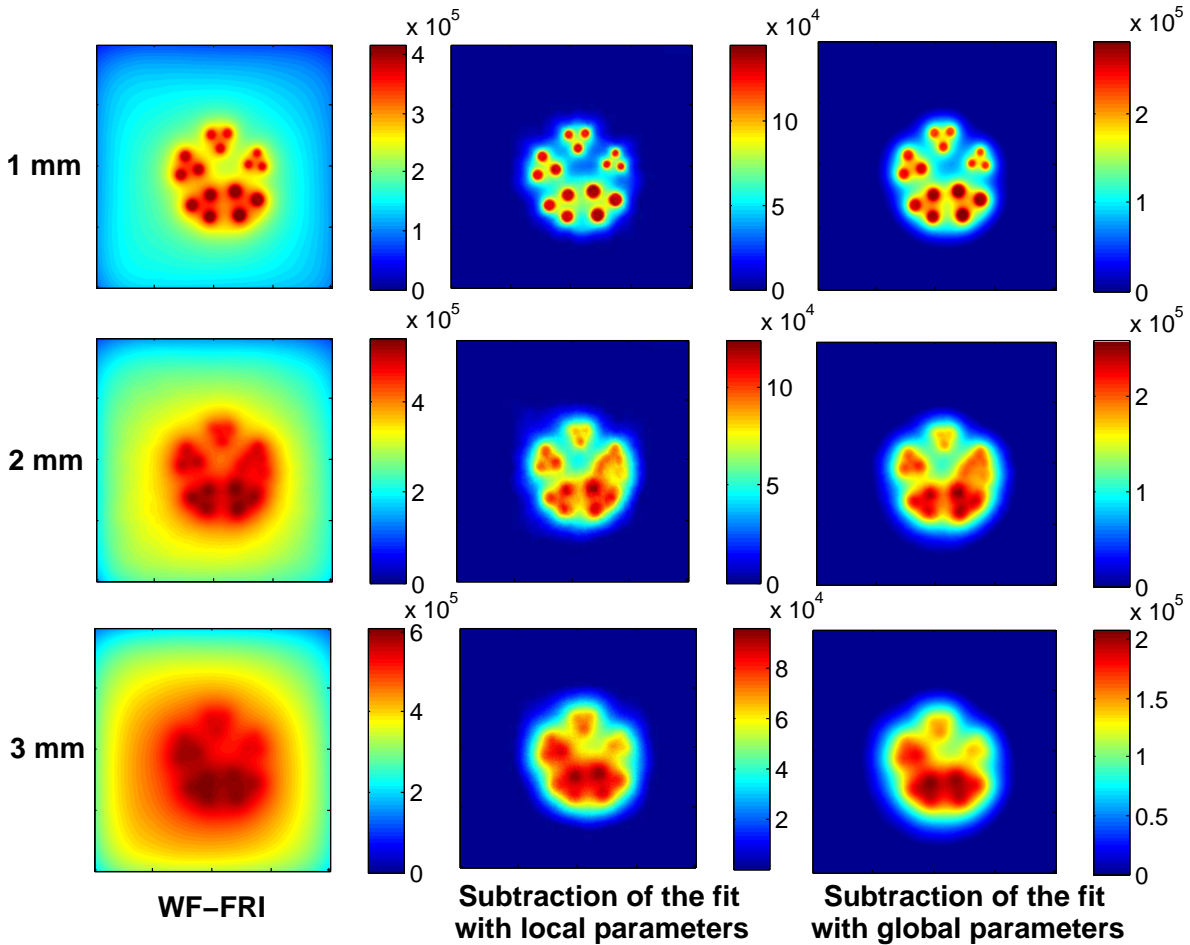 x 10^5
x 10^4
x 10^5
1 mm
4
3
2
1
0
10
5
0
2
1
0
x 10^5
x 10^4
x 10^5
2 mm
4
2
0
10
5
0
2
1
0
x 10^5
x 10^4
x 10^5
3 mm
6
4
2
0
8
6
4
2
2
1.5
1
0.5
0
WF−FRI
Subtraction of the fit
with local parameters
Subtraction of the fit
with global parameters